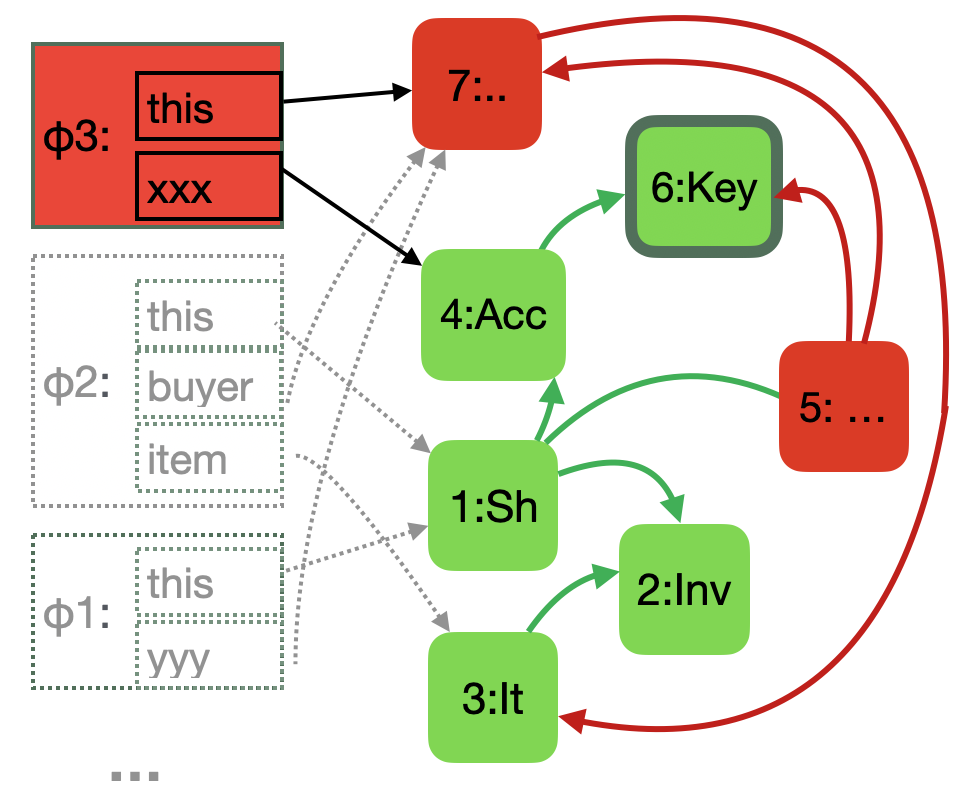 φ3:
this
xxx
φ2:
this
buyer
item
φ1:
this
yyy
...
7:..
6:Key
4:Acc
5: ...
1:Sh
2:Inv
3:It